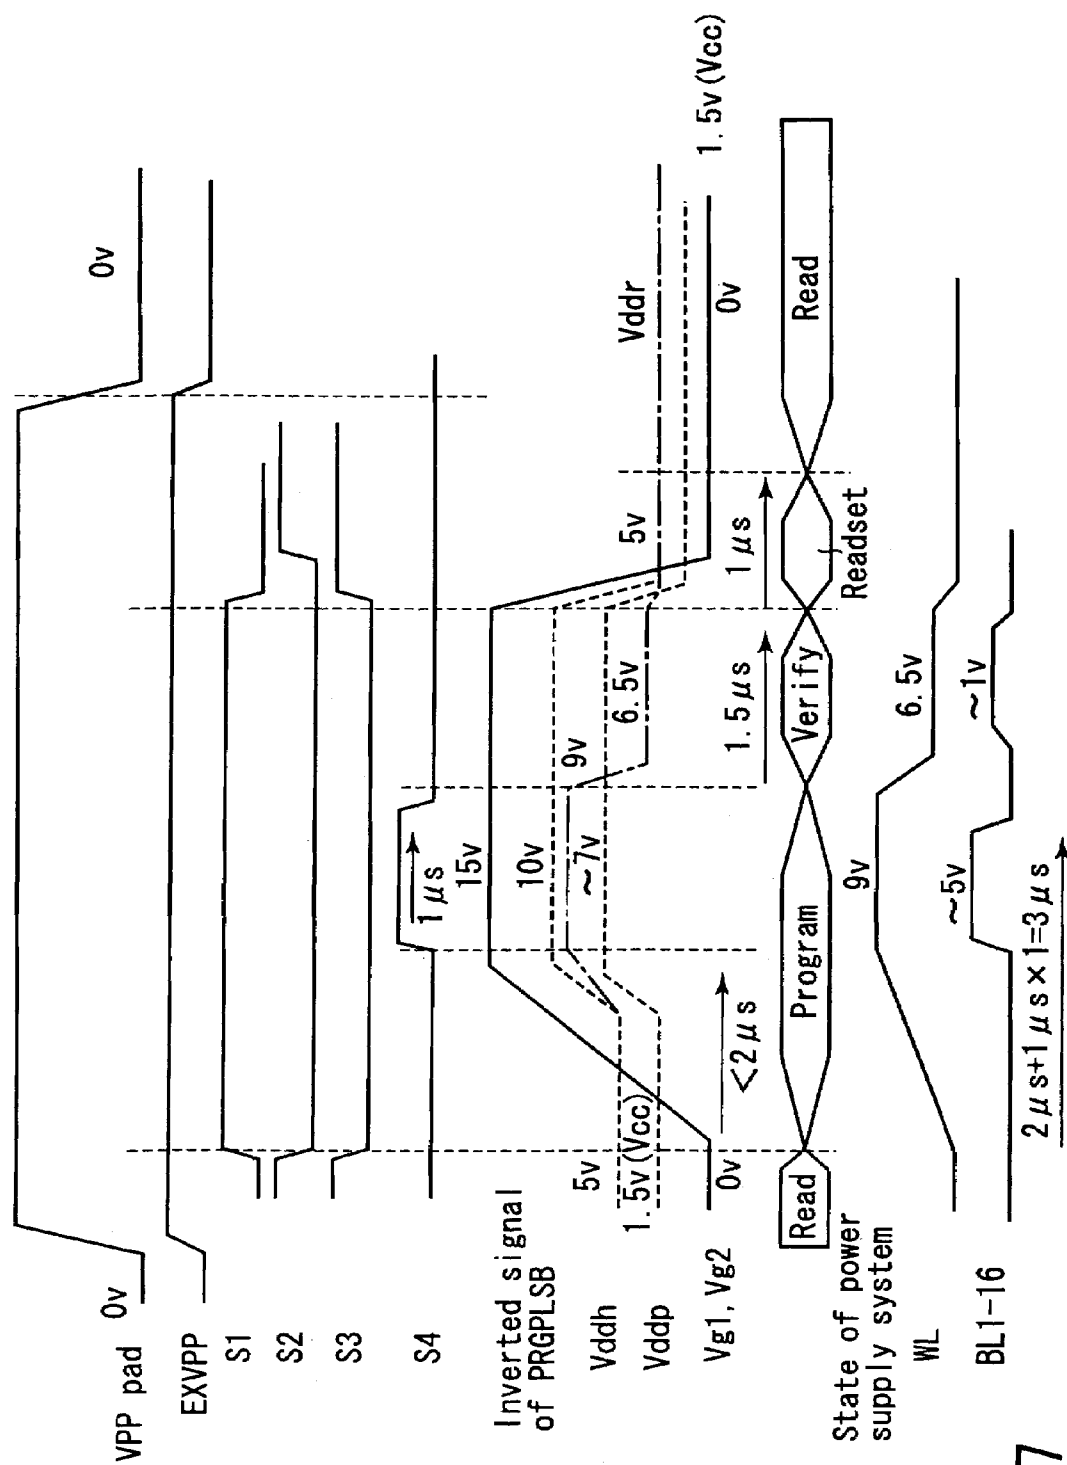 VPP pad
0v
0v
EXVPP
S1
S2
S3
S4
1μs
Inverted signal
of PRGPLSB
15v
Vddh
5v
10v
9v
5v
Vddr
Vddp
1.5v(Vcc)
~7v
6.5v
1.5v(Vcc)
Vg1, Vg2
0v
<2μs
1.5μs
1μs
0v
State of power
supply system
Read
Program
Verify
Readset
Read
WL
9v
6.5v
BL1-16
~5v
~1v
2μs+1μs×1=3μs
7